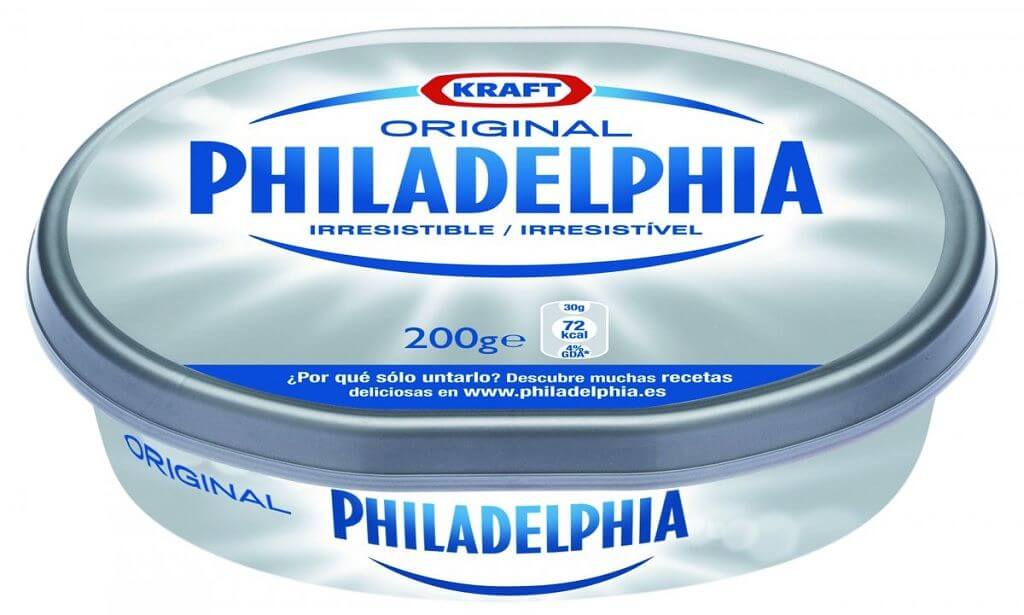 KRAFT
ORIGINAL
PHILADELPHIA
IRRESISTIBLE / IRRESISTÍVEL
200g℮
30g
72
kcal
4%
GDA*
¿Por qué sólo untarlo? Descubre muchas recetas
deliciosas en www.philadelphia.es
ORIGINAL
PHILADELPHIA